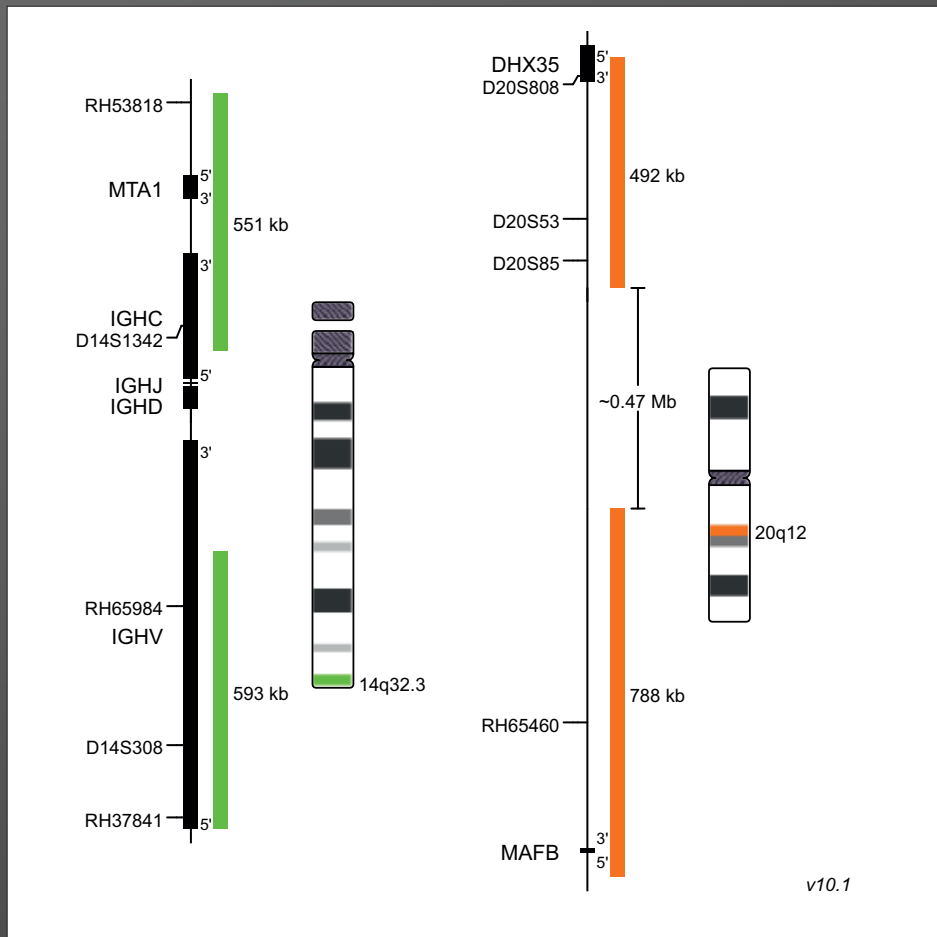 RH53818
MTA1
5'
3'
551 kb
3'
IGHC
D14S1342
5'
IGHJ
IGHD
3'
RH65984
IGHV
593 kb
D14S308
RH37841
5'
14q32.3
DHX35
5'
3'
D20S808
492 kb
D20S53
D20S85
~0.47 Mb
788 kb
RH65460
3'
MAFB
5'
20q12
v10.1